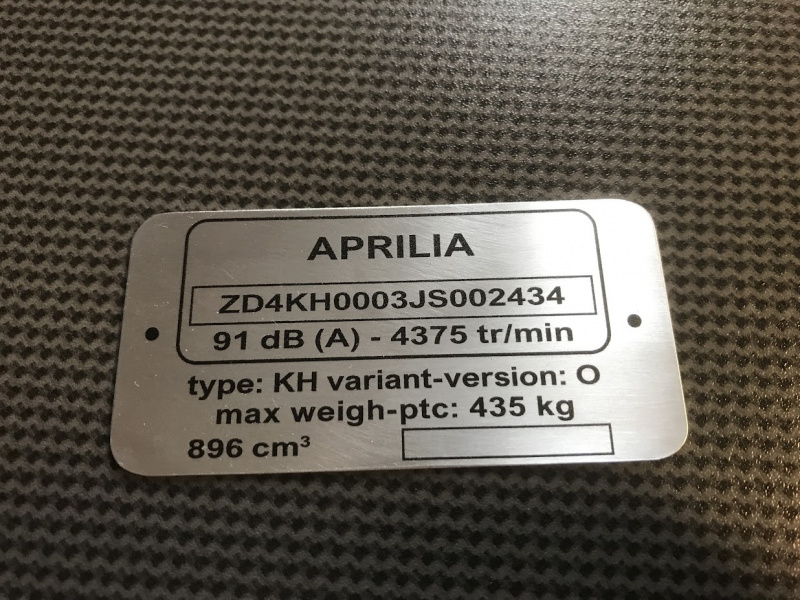 APRILIA
ZD4KH0003JS002434
91 dB (A) - 4375 tr/min
type: KH variant-version: O
max weigh-ptc: 435 kg
896 cm³